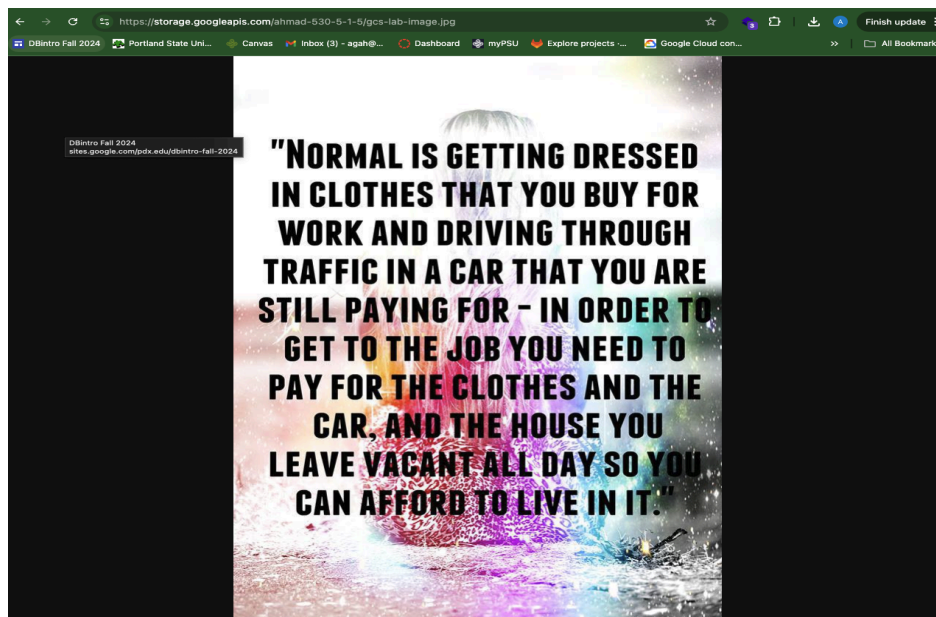 https://storage.googleapis.com/ahmad-530-5-1-5/gcs-lab-image.jpg
A
Finish update
DBintro Fall 2024
Portland State Uni...
Canvas
Inbox (3) - agah@...
Dashboard
myPSU
Explore projects ·...
Google Cloud con...
»
All Bookmark
DBintro Fall 2024
sites.google.com/pdx.edu/dbintro-fall-2024
"NORMAL IS GETTING DRESSED
IN CLOTHES THAT YOU BUY FOR
WORK AND DRIVING THROUGH
TRAFFIC IN A CAR THAT YOU ARE
STILL PAYING FOR - IN ORDER TO
GET TO THE JOB YOU NEED TO
PAY FOR THE CLOTHES AND THE
CAR, AND THE HOUSE YOU
LEAVE VACANT ALL DAY SO YOU
CAN AFFORD TO LIVE IN IT."